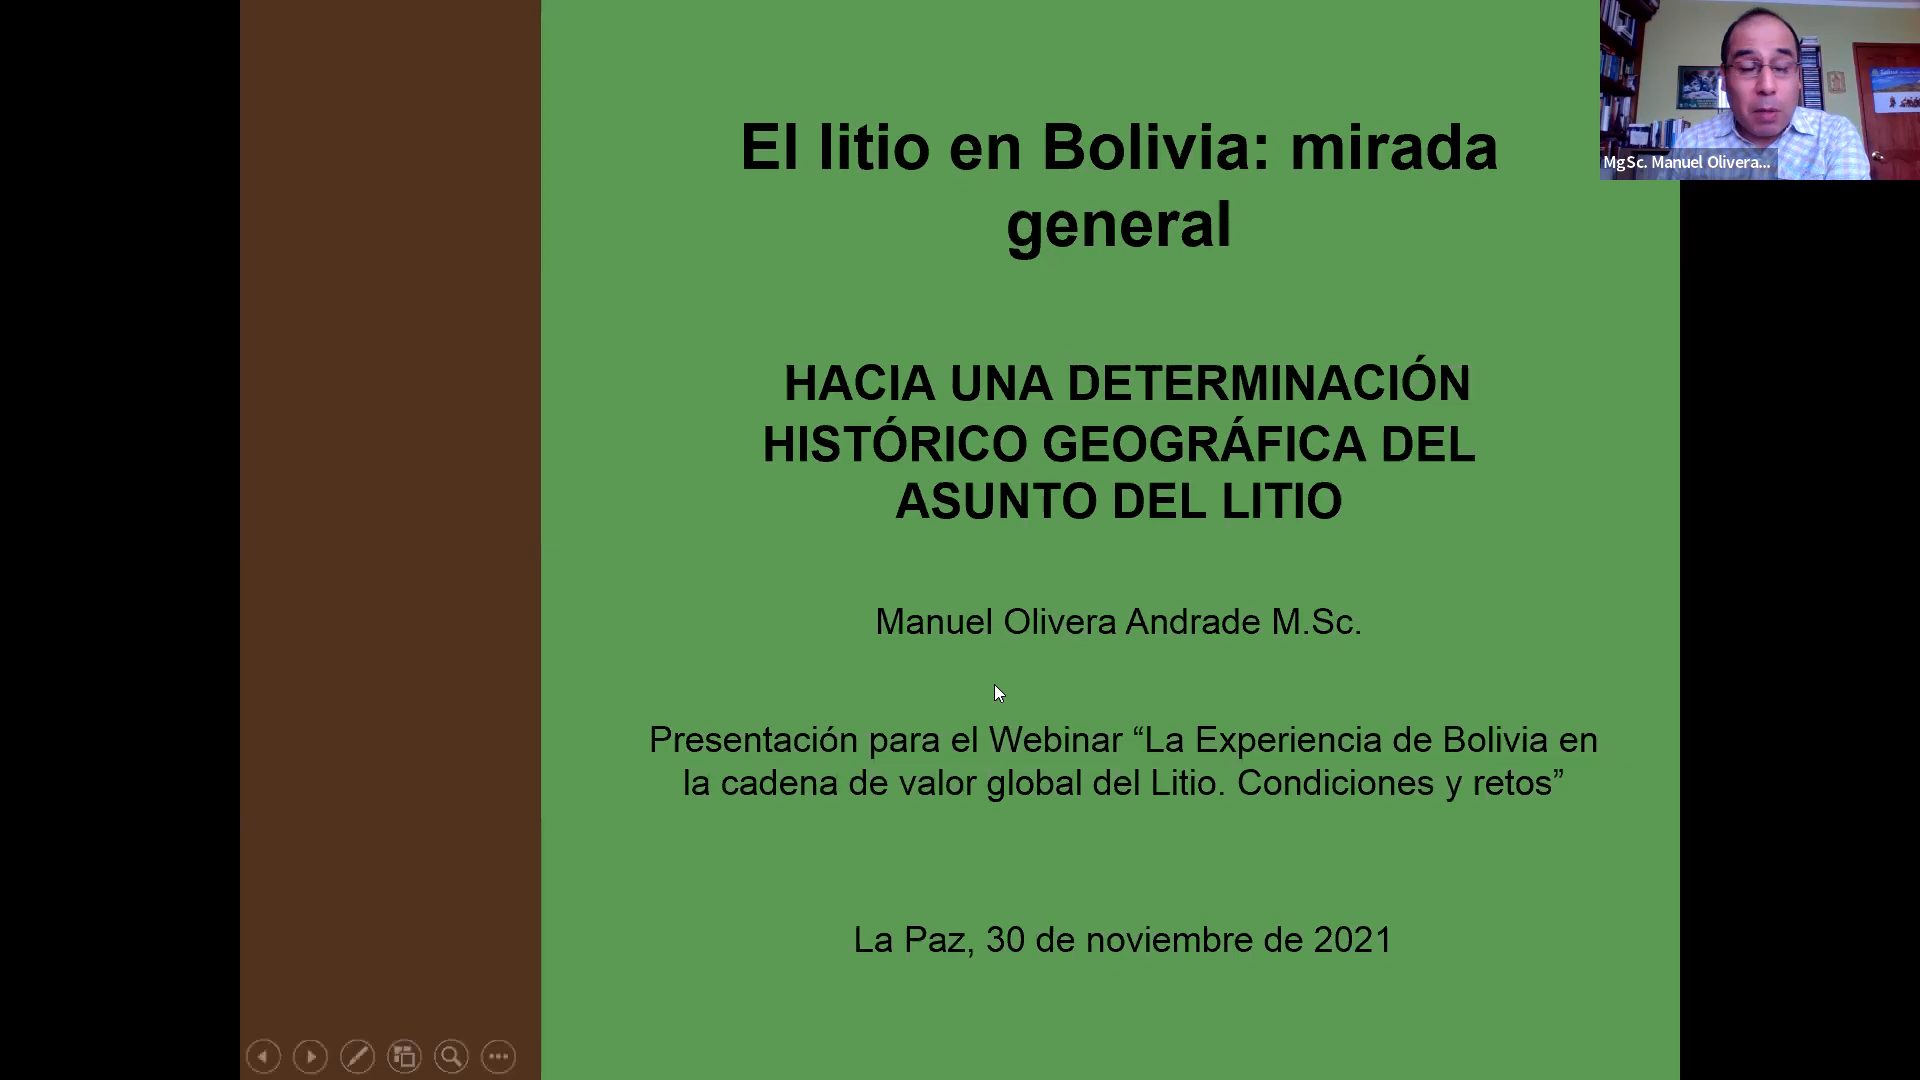 El litio en Bolivia: mirada
general
HACIA UNA DETERMINACIÓN
HISTÓRICO GEOGRÁFICA DEL
ASUNTO DEL LITIO
Manuel Olivera Andrade M.Sc.
Presentación para el Webinar “La Experiencia de Bolivia en
la cadena de valor global del Litio. Condiciones y retos”
La Paz, 30 de noviembre de 2021
MgSc. Manuel Olivera...